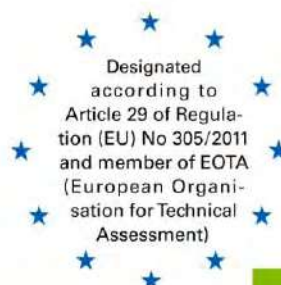 Designated
according to
Article 29 of Regula-
tion (EU) No 305/2011
and member of EOTA
(European Organi-
sation for Technical
Assessment)